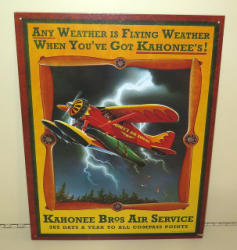 Any Weather is Flying Weather
When You've Got Kahonee's!
Kahonee Bros Air Service
365 Days a Year to All Compass Points